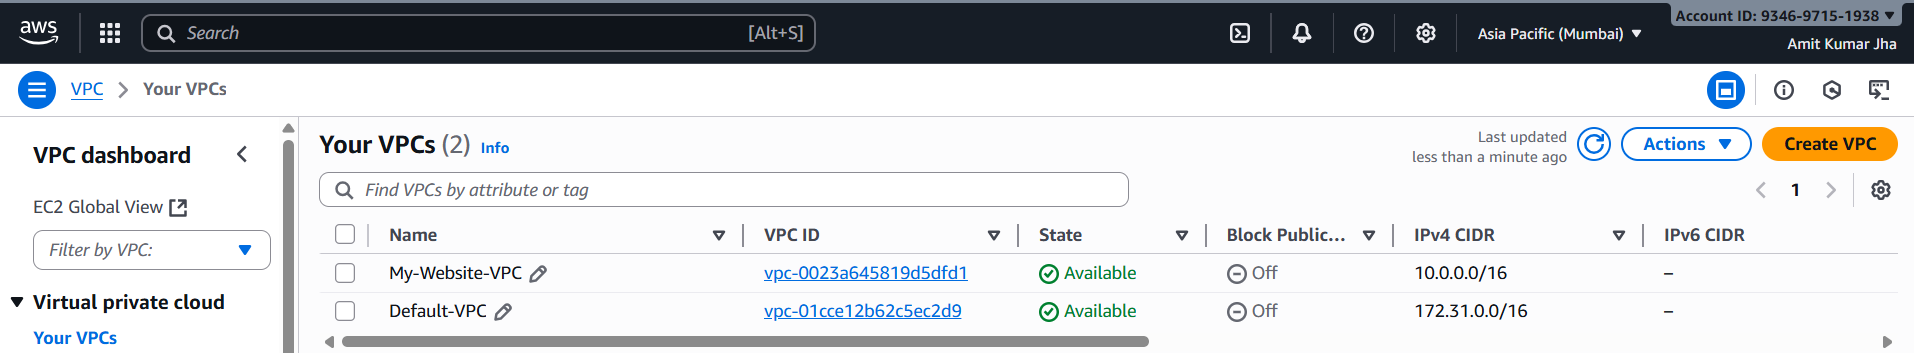 aws
Search [Alt+S]
Asia Pacific (Mumbai)
Account ID: 9346-9715-1938
Amit Kumar Jha
VPC > Your VPCs
VPC dashboard
EC2 Global View
Filter by VPC:
Virtual private cloud
Your VPCs
Your VPCs (2) Info
Last updated
less than a minute ago
Actions
Create VPC
Find VPCs by attribute or tag
1
Name VPC ID State Block Public... IPv4 CIDR IPv6 CIDR
My-Website-VPC vpc-0023a645819d5dfd1 Available Off 10.0.0.0/16 –
Default-VPC vpc-01cce12b62c5ec2d9 Available Off 172.31.0.0/16 –